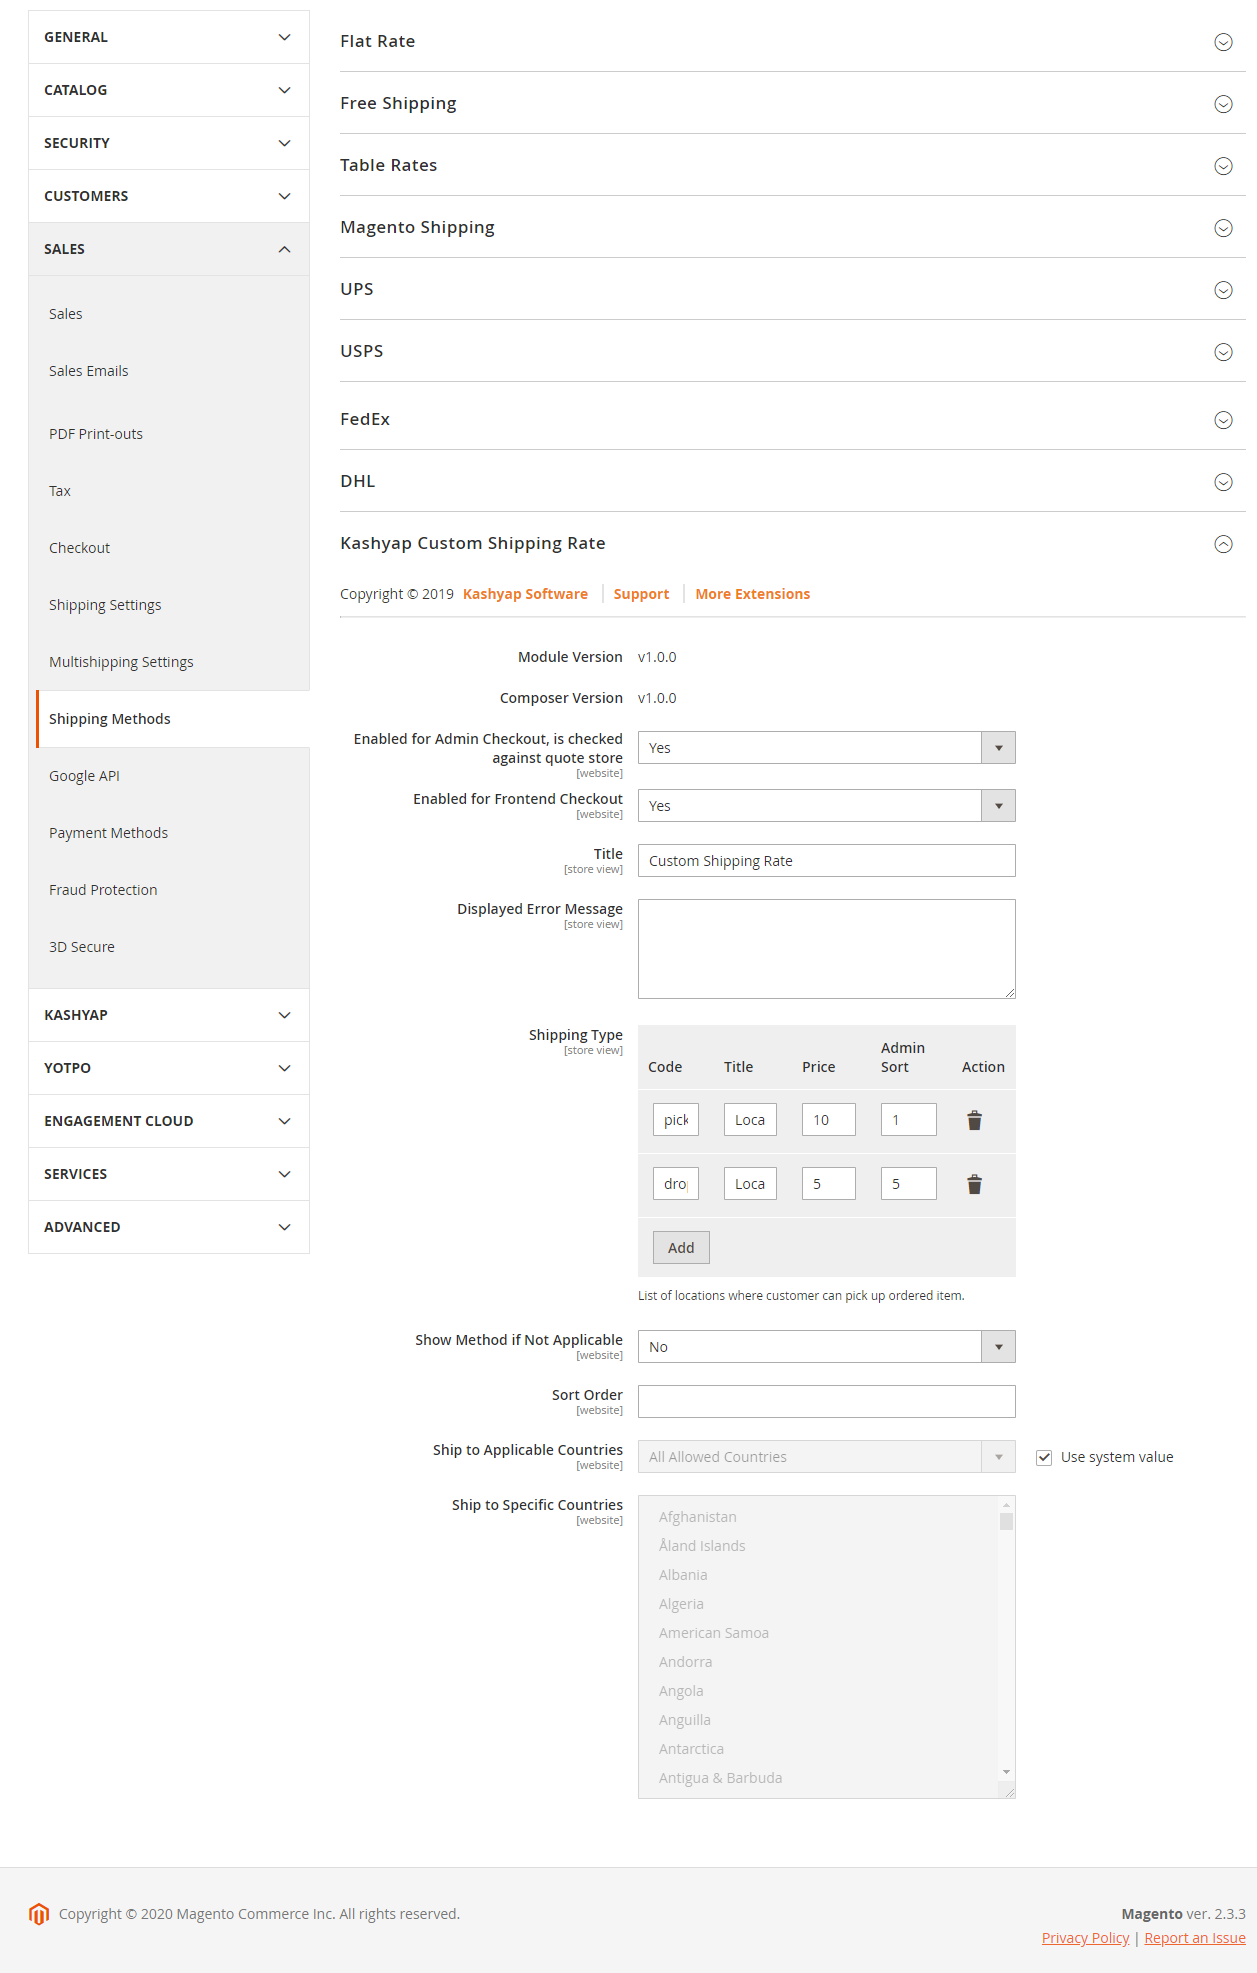 GENERAL
CATALOG
SECURITY
CUSTOMERS
SALES
Sales
Sales Emails
PDF Print-outs
Tax
Checkout
Shipping Settings
Multishipping Settings
Shipping Methods
Google API
Payment Methods
Fraud Protection
3D Secure
KASHYAP
YOTPO
ENGAGEMENT CLOUD
SERVICES
ADVANCED
Flat Rate
Free Shipping
Table Rates
Magento Shipping
UPS
USPS
FedEx
DHL
Kashyap Custom Shipping Rate
Copyright © 2019 Kashyap Software Support More Extensions
Module Version v1.0.0
Composer Version v1.0.0
Enabled for Admin Checkout, is checked
against quote store
[website]
Yes
Enabled for Frontend Checkout
[website]
Yes
Title
[store view]
Custom Shipping Rate
Displayed Error Message
[store view]
Shipping Type
[store view]
Code Title Price Admin Sort Action
pick Loca 10 1
dro Loca 5 5
Add
List of locations where customer can pick up ordered item.
Show Method if Not Applicable
[website]
No
Sort Order
[website]
Ship to Applicable Countries
[website]
All Allowed Countries
Use system value
Ship to Specific Countries
[website]
Afghanistan
Åland Islands
Albania
Algeria
American Samoa
Andorra
Angola
Anguilla
Antarctica
Antigua & Barbuda
Copyright © 2020 Magento Commerce Inc. All rights reserved.
Magento ver. 2.3.3
Privacy Policy | Report an Issue